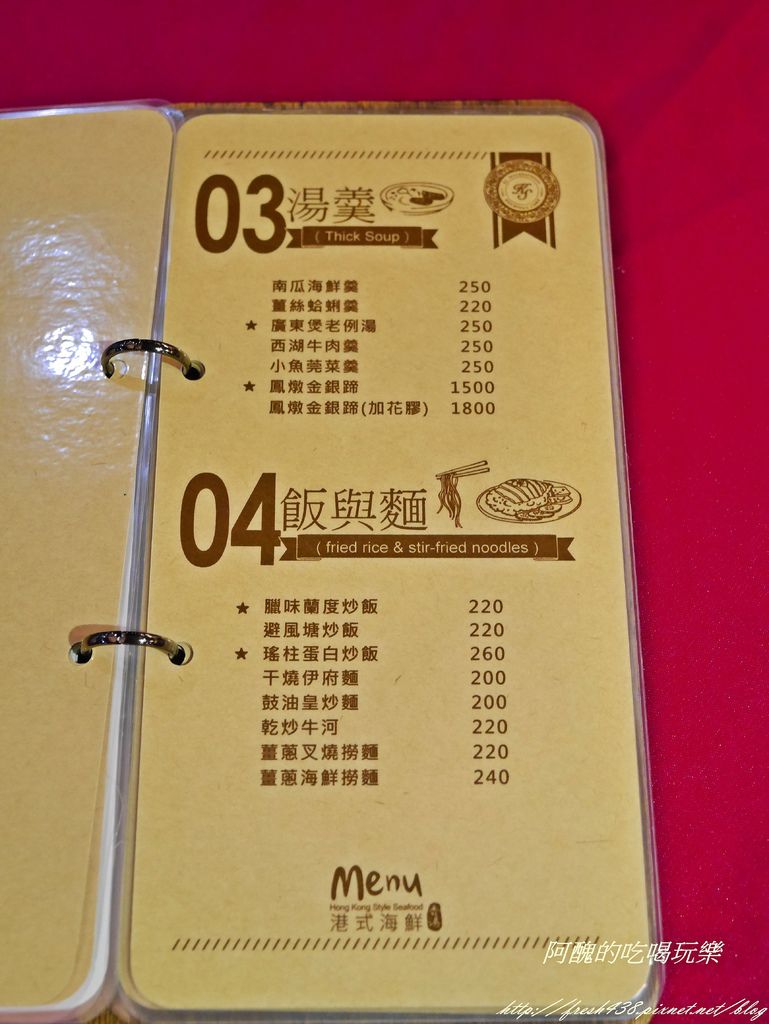 03 湯羹
( Thick Soup )
南瓜海鮮羹 250
薑絲蛤蜊羹 220
★ 廣東煲老例湯 250
西湖牛肉羹 250
小魚莧菜羹 250
★ 鳳燉金銀蹄 1500
鳳燉金銀蹄(加花膠) 1800
04 飯與麵
( fried rice & stir-fried noodles )
★ 臘味蘭度炒飯 220
避風塘炒飯 220
★ 瑤柱蛋白炒飯 260
干燒伊府麵 200
鼓油皇炒麵 200
乾炒牛河 220
薑蔥叉燒撈麵 220
薑蔥海鮮撈麵 240
Menu
Hong Kong Style Seafood
港式海鮮
阿醜的吃喝玩樂
http://fresh438.pixnet.net/blog